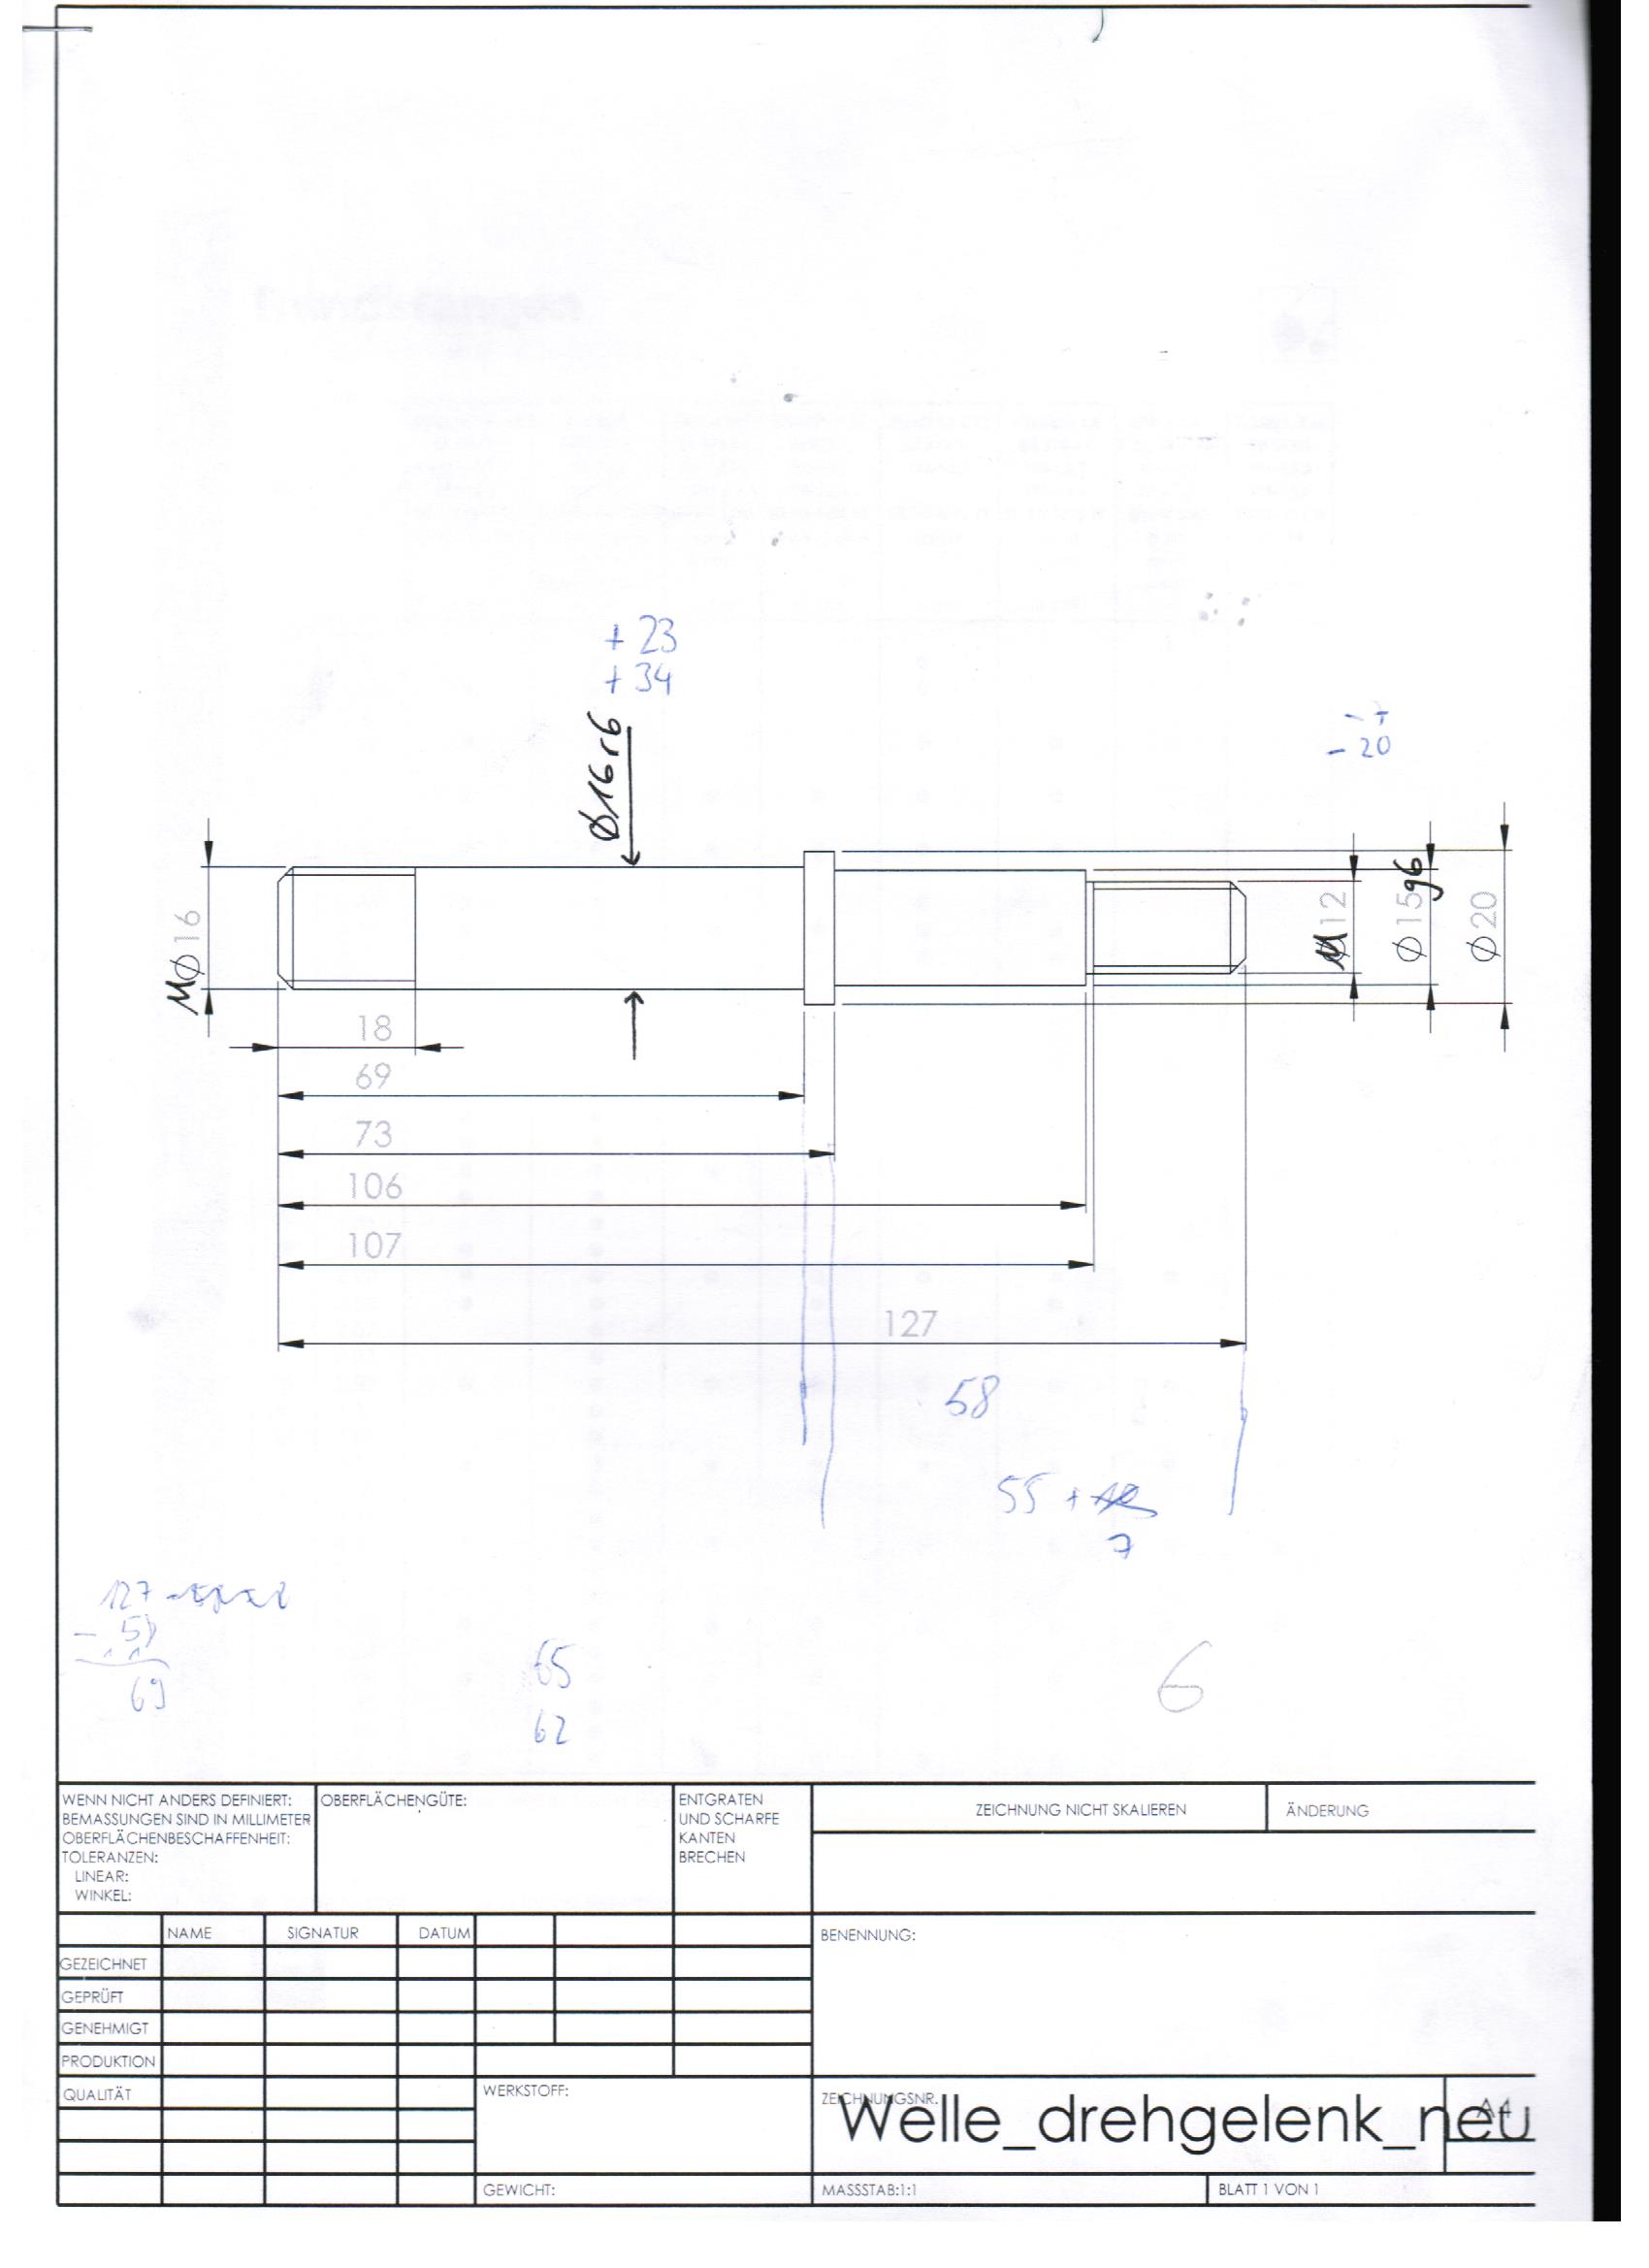 + 23
+ 34
Ø16r6
- 7
- 20
MØ16
M12
Ø15g6
Ø20
18
69
73
106
107
127
58
55 +
7
127
69
65
62
6
WENN NICHT ANDERS DEFINIERT:
BEMASSUNGEN SIND IN MILLIMETER
OBERFLÄCHENBESCHAFFENHEIT:
TOLERANZEN:
LINEAR:
WINKEL:
OBERFLÄCHENGÜTE:
ENTGRATEN
UND SCHARFE
KANTEN
BRECHEN
ZEICHNUNG NICHT SKALIEREN
ÄNDERUNG
NAME
SIGNATUR
DATUM
GEZEICHNET
GEPRÜFT
GENEHMIGT
PRODUKTION
QUALITÄT
BENENNUNG:
WERKSTOFF:
ZEICHNUNGSNR.
Welle_drehgelenk_neu
A4
GEWICHT:
MASSSTAB:1:1
BLATT 1 VON 1